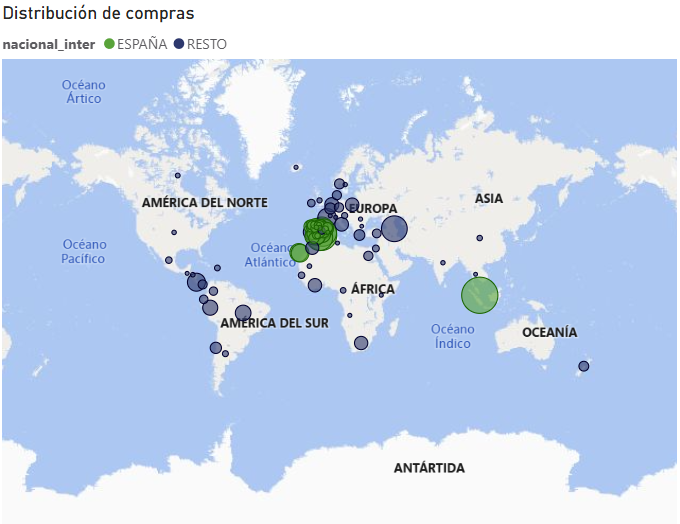 Distribución de compras
nacional_inter ESPAÑA RESTO
Océano
Ártico
AMÉRICA DEL NORTE
EUROPA
ASIA
Océano
Pacífico
Océano
Atlántico
ÁFRICA
AMÉRICA DEL SUR
Océano
Índico
OCEANÍA
ANTÁRTIDA